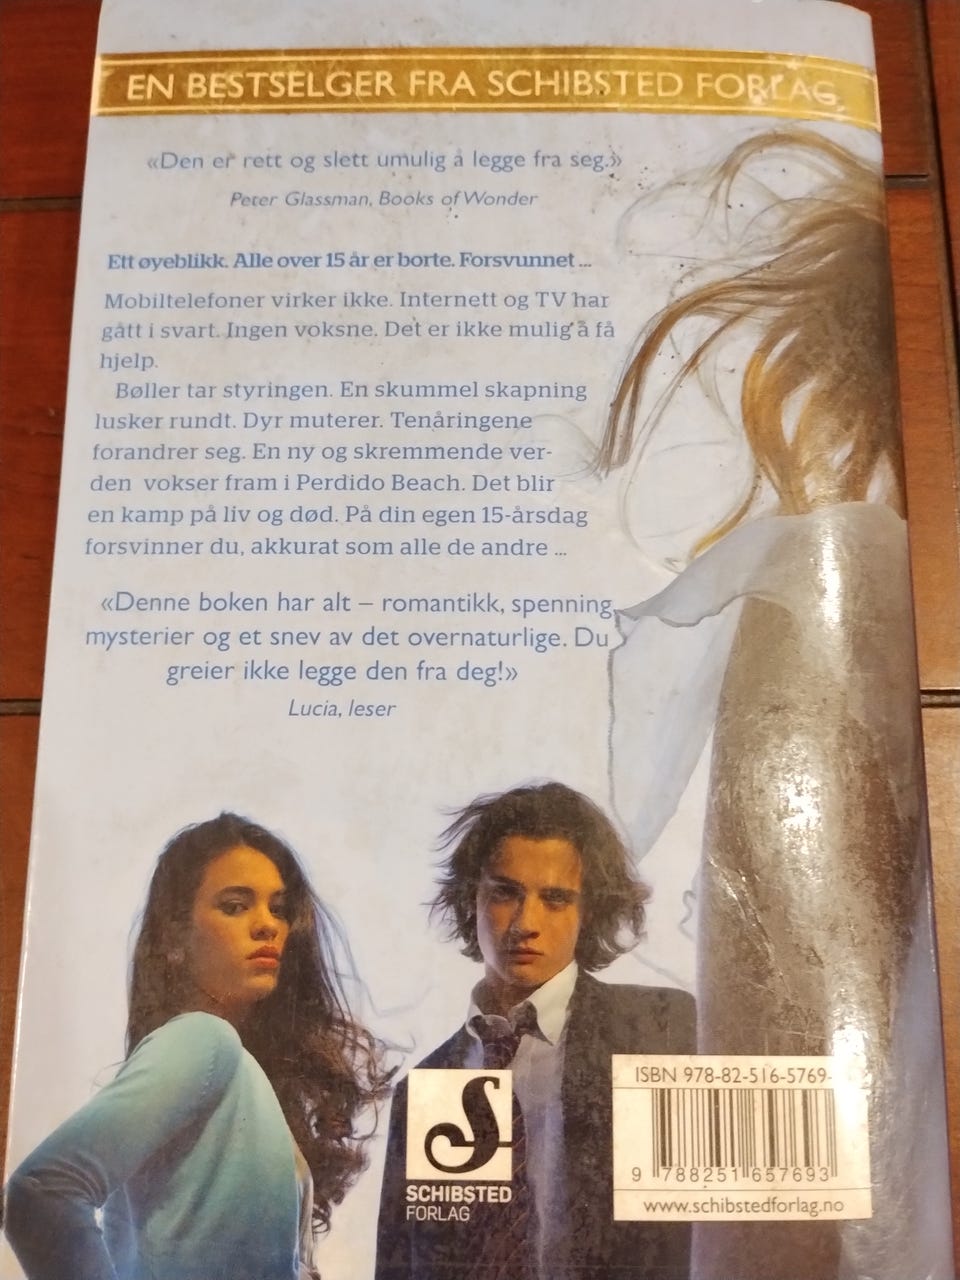 EN BESTSELGER FRA SCHIBSTED FORLAG
«Den er rett og slett umulig å legge fra seg.»
Peter Glassman, Books of Wonder
Ett øyeblikk. Alle over 15 år er borte. Forsvunnet ...
Mobiltelefoner virker ikke. Internett og TV har
gått i svart. Ingen voksne. Det er ikke mulig å få
hjelp.
Bøller tar styringen. En skummel skapning
lusker rundt. Dyr muterer. Tenåringene
forandrer seg. En ny og skremmende ver-
den vokser fram i Perdido Beach. Det blir
en kamp på liv og død. På din egen 15-årsdag
forsvinner du, akkurat som alle de andre ...
«Denne boken har alt – romantikk, spenning,
mysterier og et snev av det overnaturlige. Du
greier ikke legge den fra deg!»
Lucia, leser
S
SCHIBSTED
FORLAG
ISBN 978-82-516-5769-
9 788251 657693
www.schibstedforlag.no